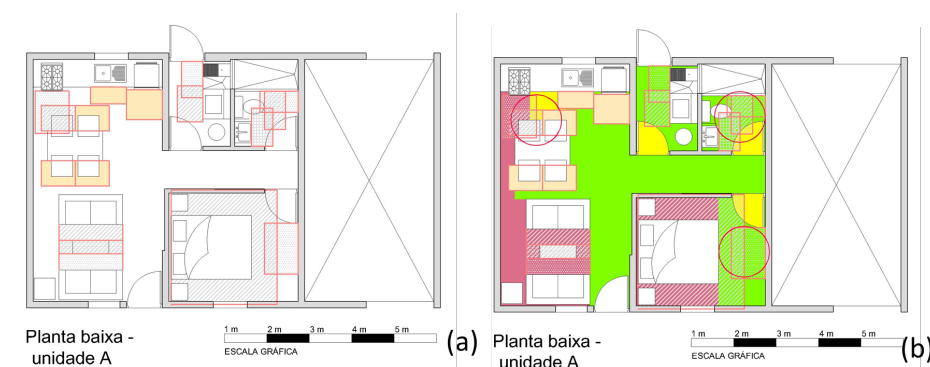 Planta baixa -
unidade A
1 m 2 m 3 m 4 m 5 m
ESCALA GRÁFICA
(a)
Planta baixa -
unidade A
1 m 2 m 3 m 4 m 5 m
ESCALA GRÁFICA
(b)